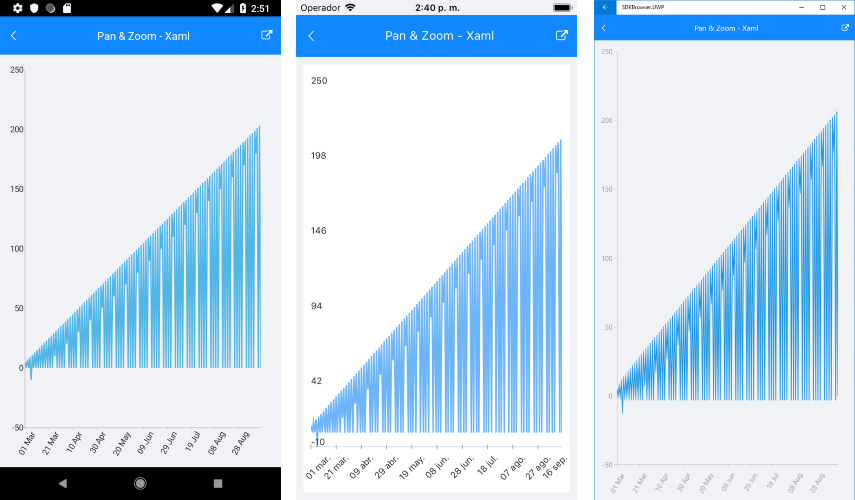 2:51
Pan & Zoom - Xaml
250
200
150
100
50
0
-50
01 Mar
21 Mar
10 Apr
30 Apr
20 May
09 Jun
29 Jun
19 Jul
08 Aug
28 Aug
Operador
2:40 p. m.
Pan & Zoom - Xaml
250
198
146
94
42
-10
01 mar.
21 mar.
09 abr.
29 abr.
19 may.
08 jun.
28 jun.
18 jul.
07 ago.
27 ago.
16 sep.
SDKBrowser.UWP
Pan & Zoom - Xaml
250
200
150
100
50
0
-50
01 Mar
21 Mar
10 Apr
30 Apr
20 May
09 Jun
29 Jun
19 Jul
08 Aug
28 Aug